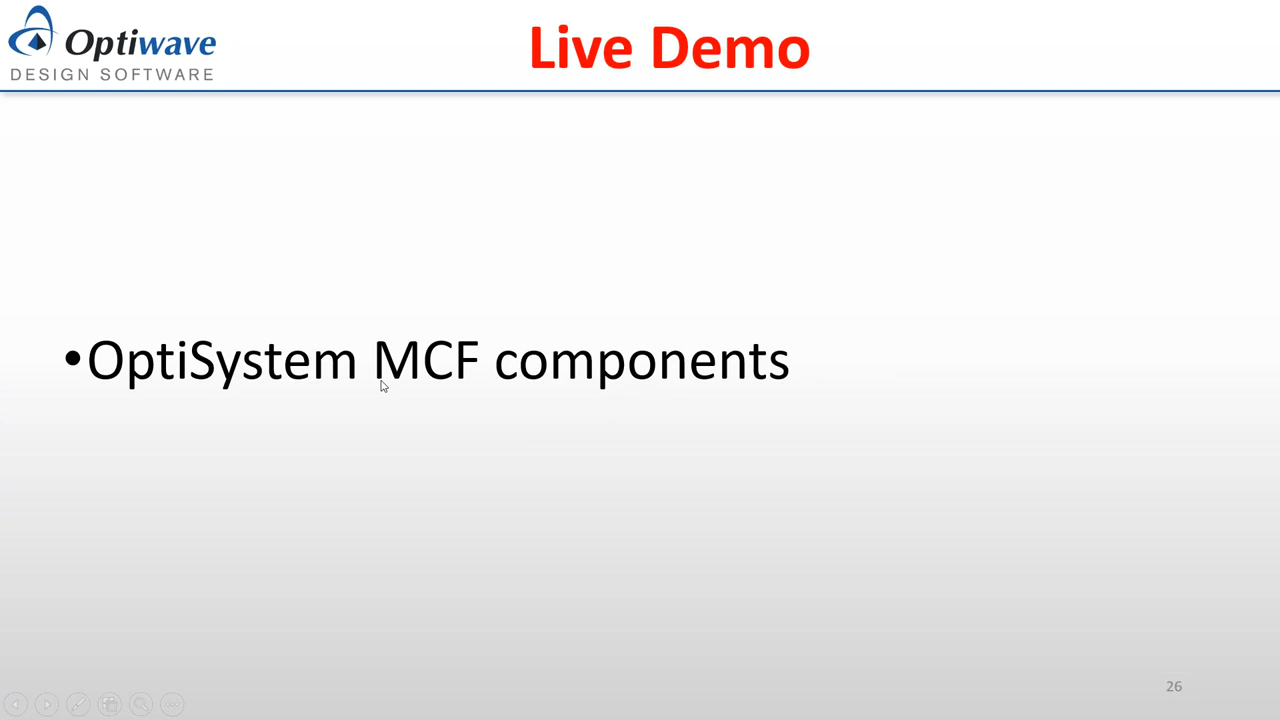 Optiwave
DESIGN SOFTWARE
Live Demo
•OptiSystem MCF components
26